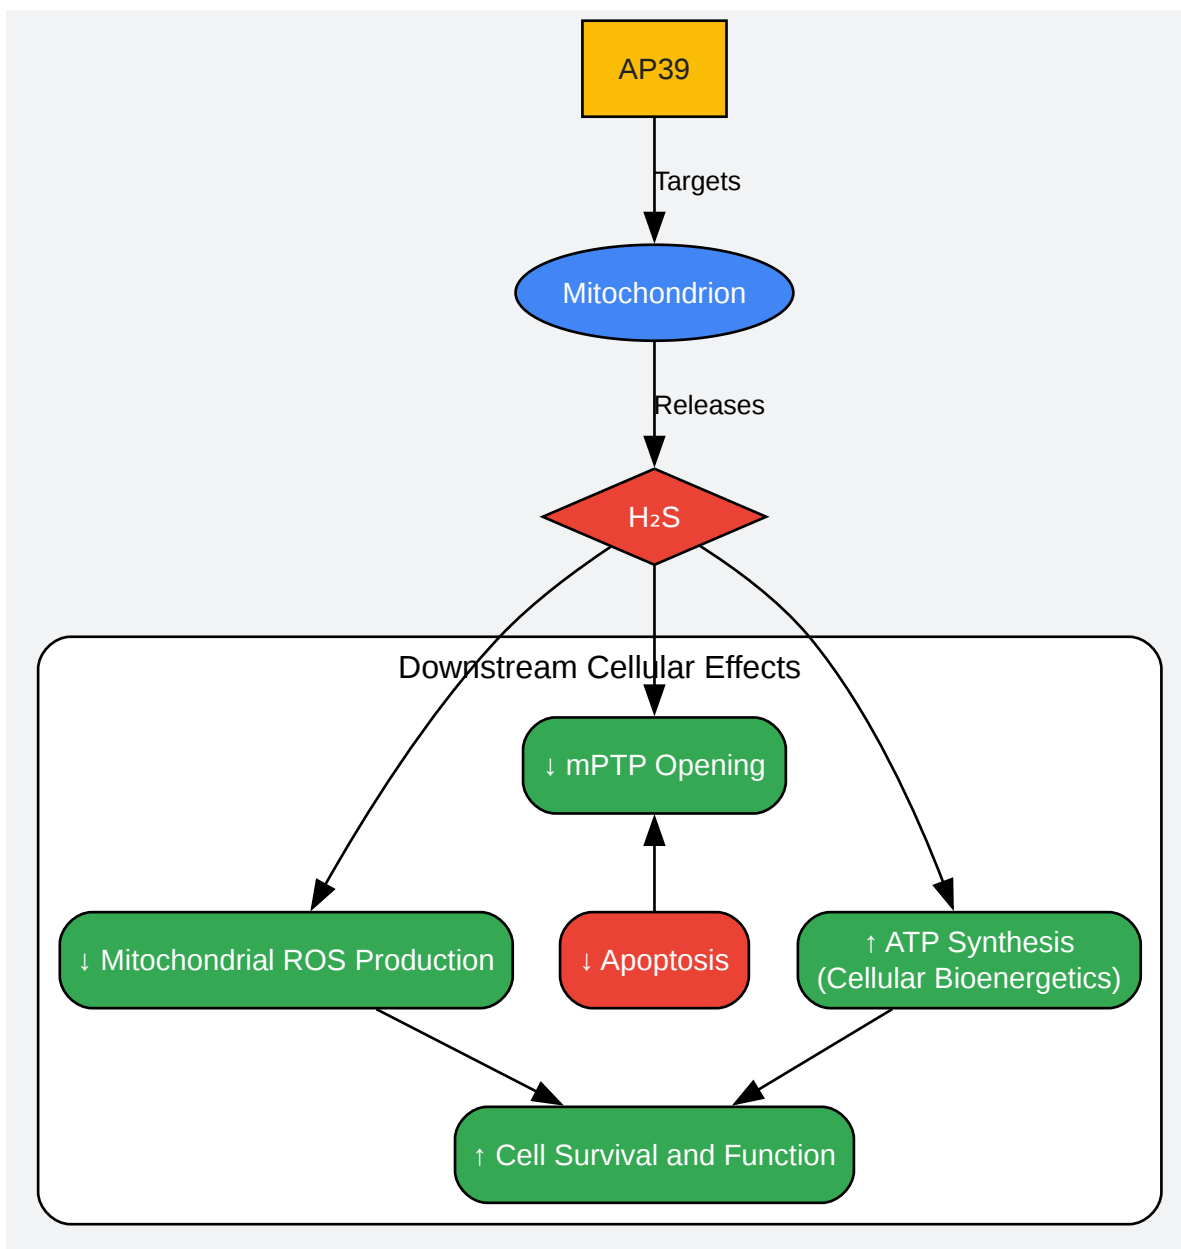 AP39
Targets
Mitochondrion
Releases
H₂S
Downstream Cellular Effects
↓ mPTP Opening
↓ Mitochondrial ROS Production
↓ Apoptosis
↑ ATP Synthesis
(Cellular Bioenergetics)
↑ Cell Survival and Function